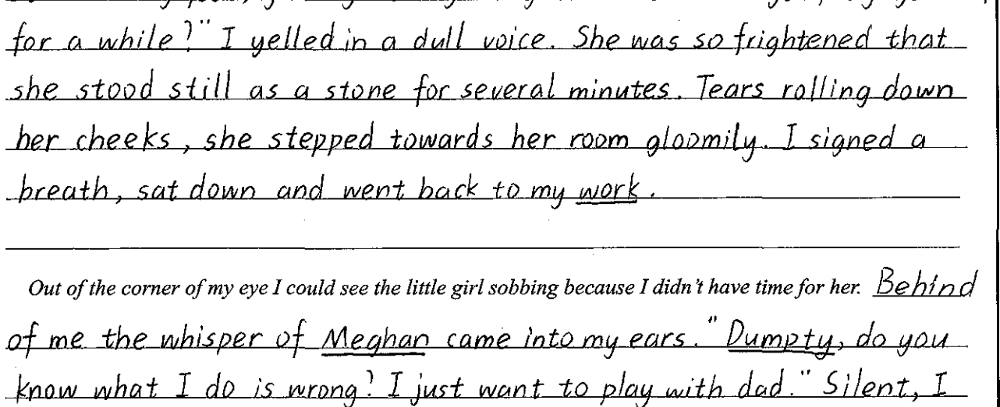 for a while?" I yelled in a dull voice. She was so frightened that
she stood still as a stone for several minutes. Tears rolling down
her cheeks, she stepped towards her room gloomily. I signed a
breath, sat down and went back to my work.
Out of the corner of my eye I could see the little girl sobbing because I didn't have time for her. Behind
of me the whisper of Meghan came into my ears. "Dumpty, do you
know what I do is wrong? I just want to play with dad." Silent, I